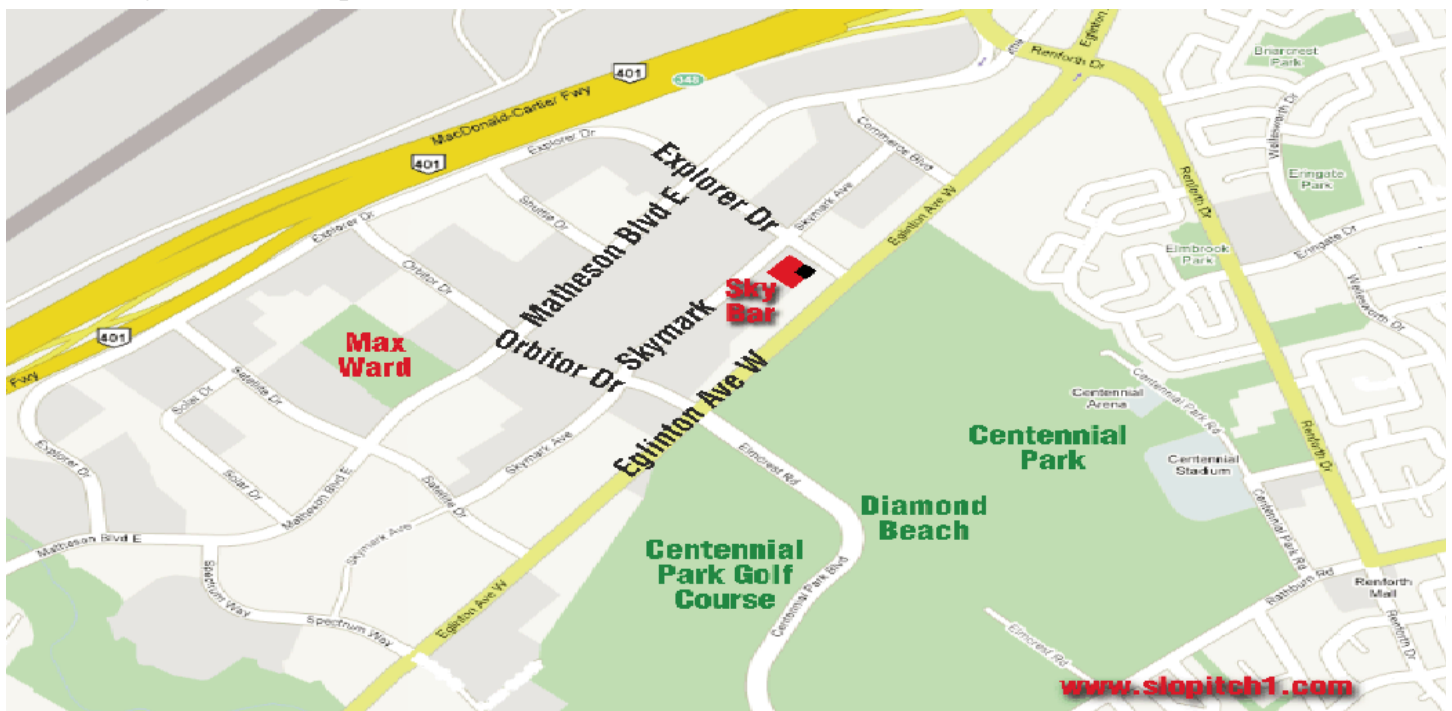 401
348
MacDonald-Cartier Fwy
401
Explorer Dr
Explorer Dr
Explorer Dr
Shuttle Dr
Orbitor Dr
Matheson Blvd E
Skymark Ave
Commerce Blvd
Renforth Dr
Eglinton
Briarcrest
Park
Wellesworth Dr
Eringate
Park
Renforth Dr
Eglinton Ave W
Elmbrook
Park
Eringate Dr
Wellesworth Dr
Sky
Bar
Skymark
Orbitor Dr
Max
Ward
401
Fwy
Solar Dr
Satellite Dr
Eglinton Ave W
Centennial Park Rd
Centennial
Arena
Centennial
Park
Centennial
Stadium
Renforth Dr
Explorer Dr
Solar Dr
Matheson Blvd E
Skymark Ave
Satellite Dr
Elmcrest Rd
Diamond
Beach
Centennial Park Rd
Matheson Blvd E
Skymark Ave
Centennial
Park Golf
Course
Centennial Park Blvd
Spectrum Way
Spectrum Way
Eglinton Ave W
Rathburn Rd
Renforth
Mall
Renforth Dr
Elmcrest Rd
www.slopitch1.com